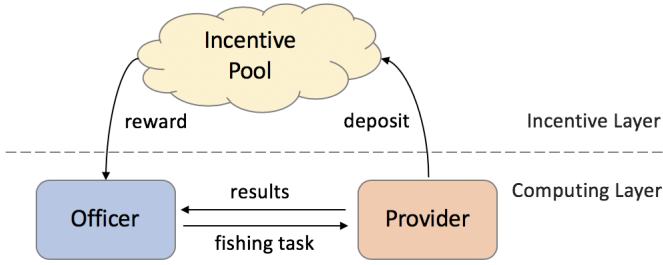 Incentive
Pool
reward
deposit
Incentive Layer
Computing Layer
Officer
results
fishing task
Provider